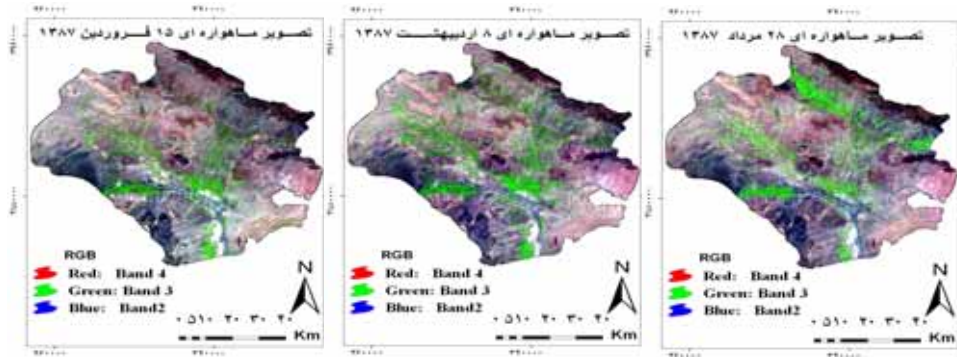 تصویر ماهواره ای ۱۵ فروردین ۱۳۸۷
RGB
Red: Band 4
Green: Band 3
Blue: Band2
N
۰ ۵۱۰ ۲۰ ۳۰ ۴۰
Km
تصویر ماهواره ای ۸ اردیبهشت ۱۳۸۷
RGB
Red: Band 4
Green: Band 3
Blue: Band2
N
۰ ۵۱۰ ۲۰ ۳۰ ۴۰
Km
تصویر ماهواره ای ۲۸ مرداد ۱۳۸۷
RGB
Red: Band 4
Green: Band 3
Blue: Band2
N
۰ ۵۱۰ ۲۰ ۳۰ ۴۰
Km